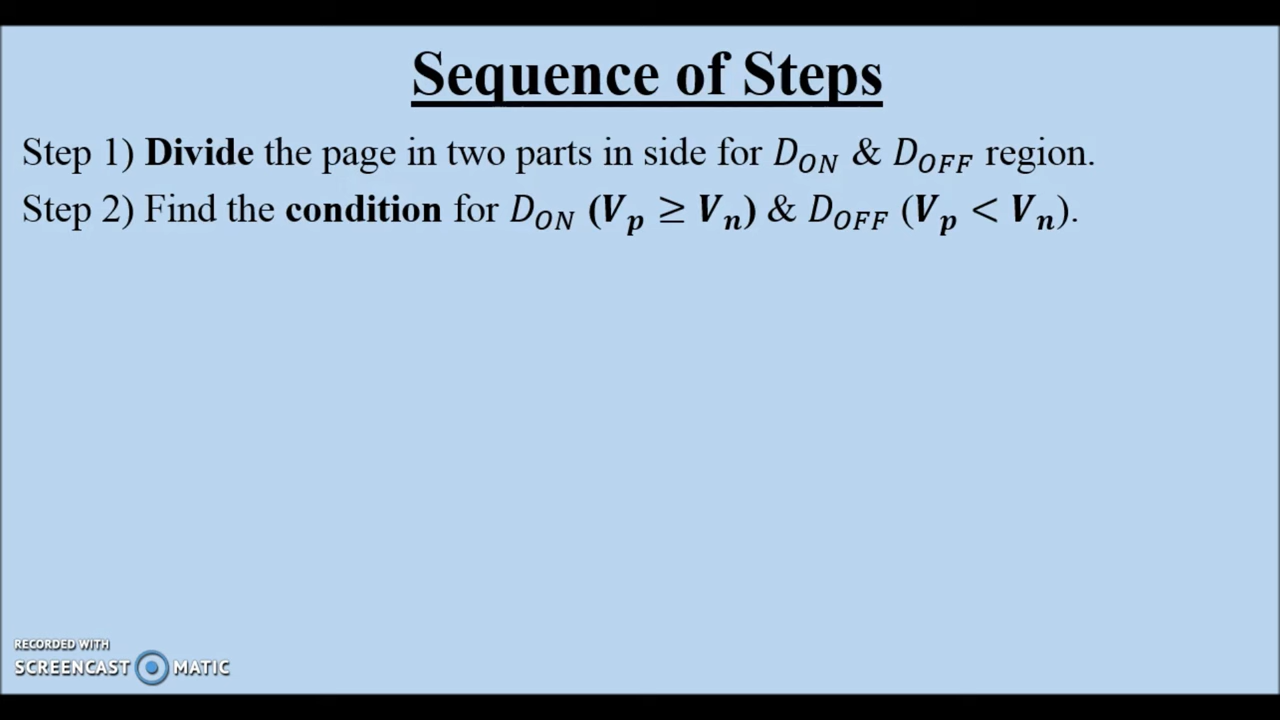 Sequence of Steps
Step 1) Divide the page in two parts in side for D_ON & D_OFF region.
Step 2) Find the condition for D_ON (V_p ≥ V_n) & D_OFF (V_p < V_n).
RECORDED WITH
SCREENCAST MATIC